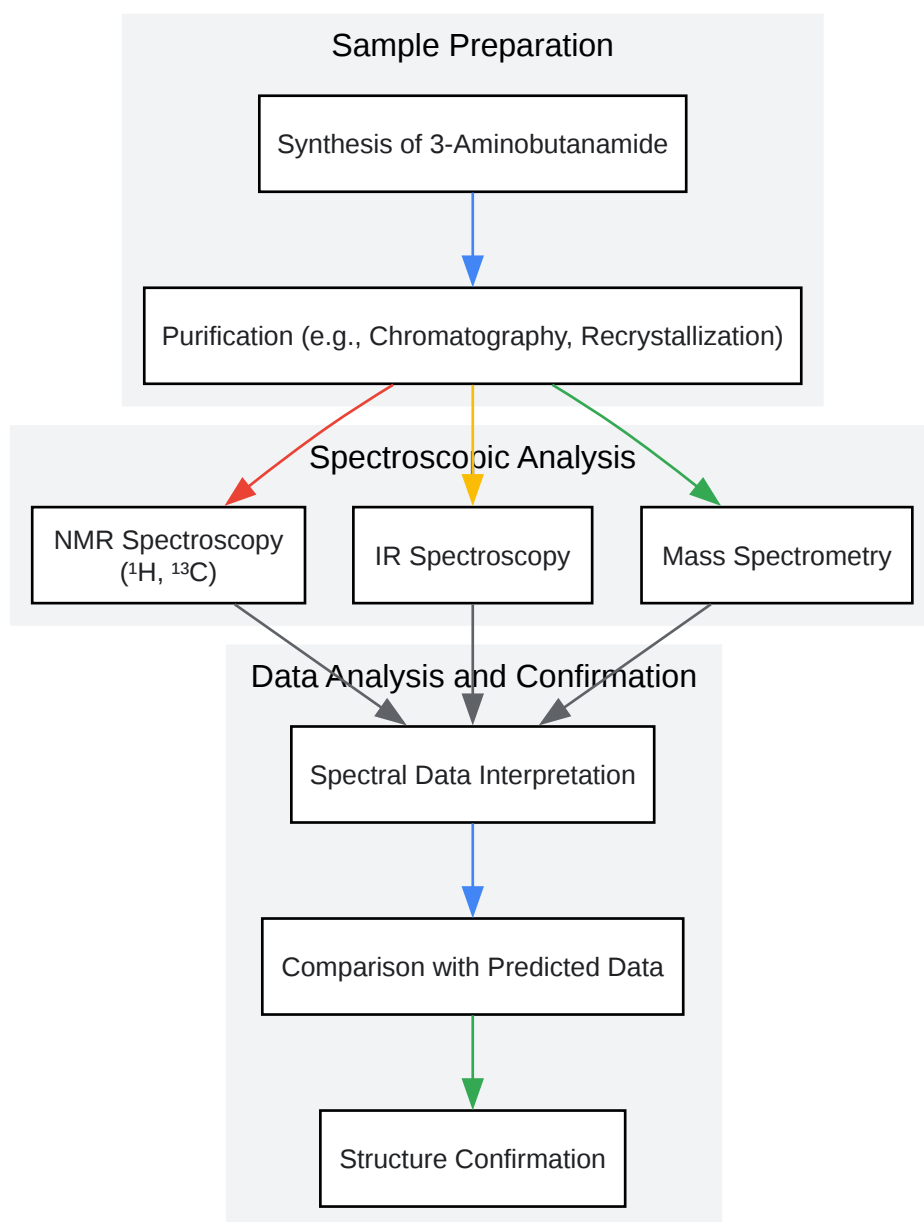 Sample Preparation
Synthesis of 3-Aminobutanamide
Purification (e.g., Chromatography, Recrystallization)
Spectroscopic Analysis
NMR Spectroscopy
(¹H, ¹³C)
IR Spectroscopy
Mass Spectrometry
Data Analysis and Confirmation
Spectral Data Interpretation
Comparison with Predicted Data
Structure Confirmation